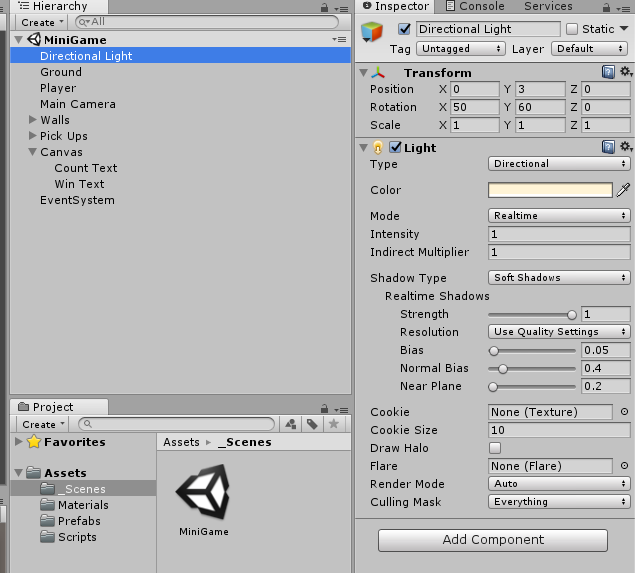 Hierarchy
Create
All
MiniGame
Directional Light
Ground
Player
Main Camera
Walls
Pick Ups
Canvas
Count Text
Win Text
EventSystem
Project
Create
Favorites
Assets
_Scenes
Materials
Prefabs
Scripts
Assets _Scenes
MiniGame
Inspector Console Services
Directional Light Static
Tag Untagged Layer Default
Transform
Position X 0 Y 3 Z 0
Rotation X 50 Y 60 Z 0
Scale X 1 Y 1 Z 1
Light
Type Directional
Color
Mode Realtime
Intensity 1
Indirect Multiplier 1
Shadow Type Soft Shadows
Realtime Shadows
Strength 1
Resolution Use Quality Settings
Bias 0.05
Normal Bias 0.4
Near Plane 0.2
Cookie None (Texture)
Cookie Size 10
Draw Halo
Flare None (Flare)
Render Mode Auto
Culling Mask Everything
Add Component